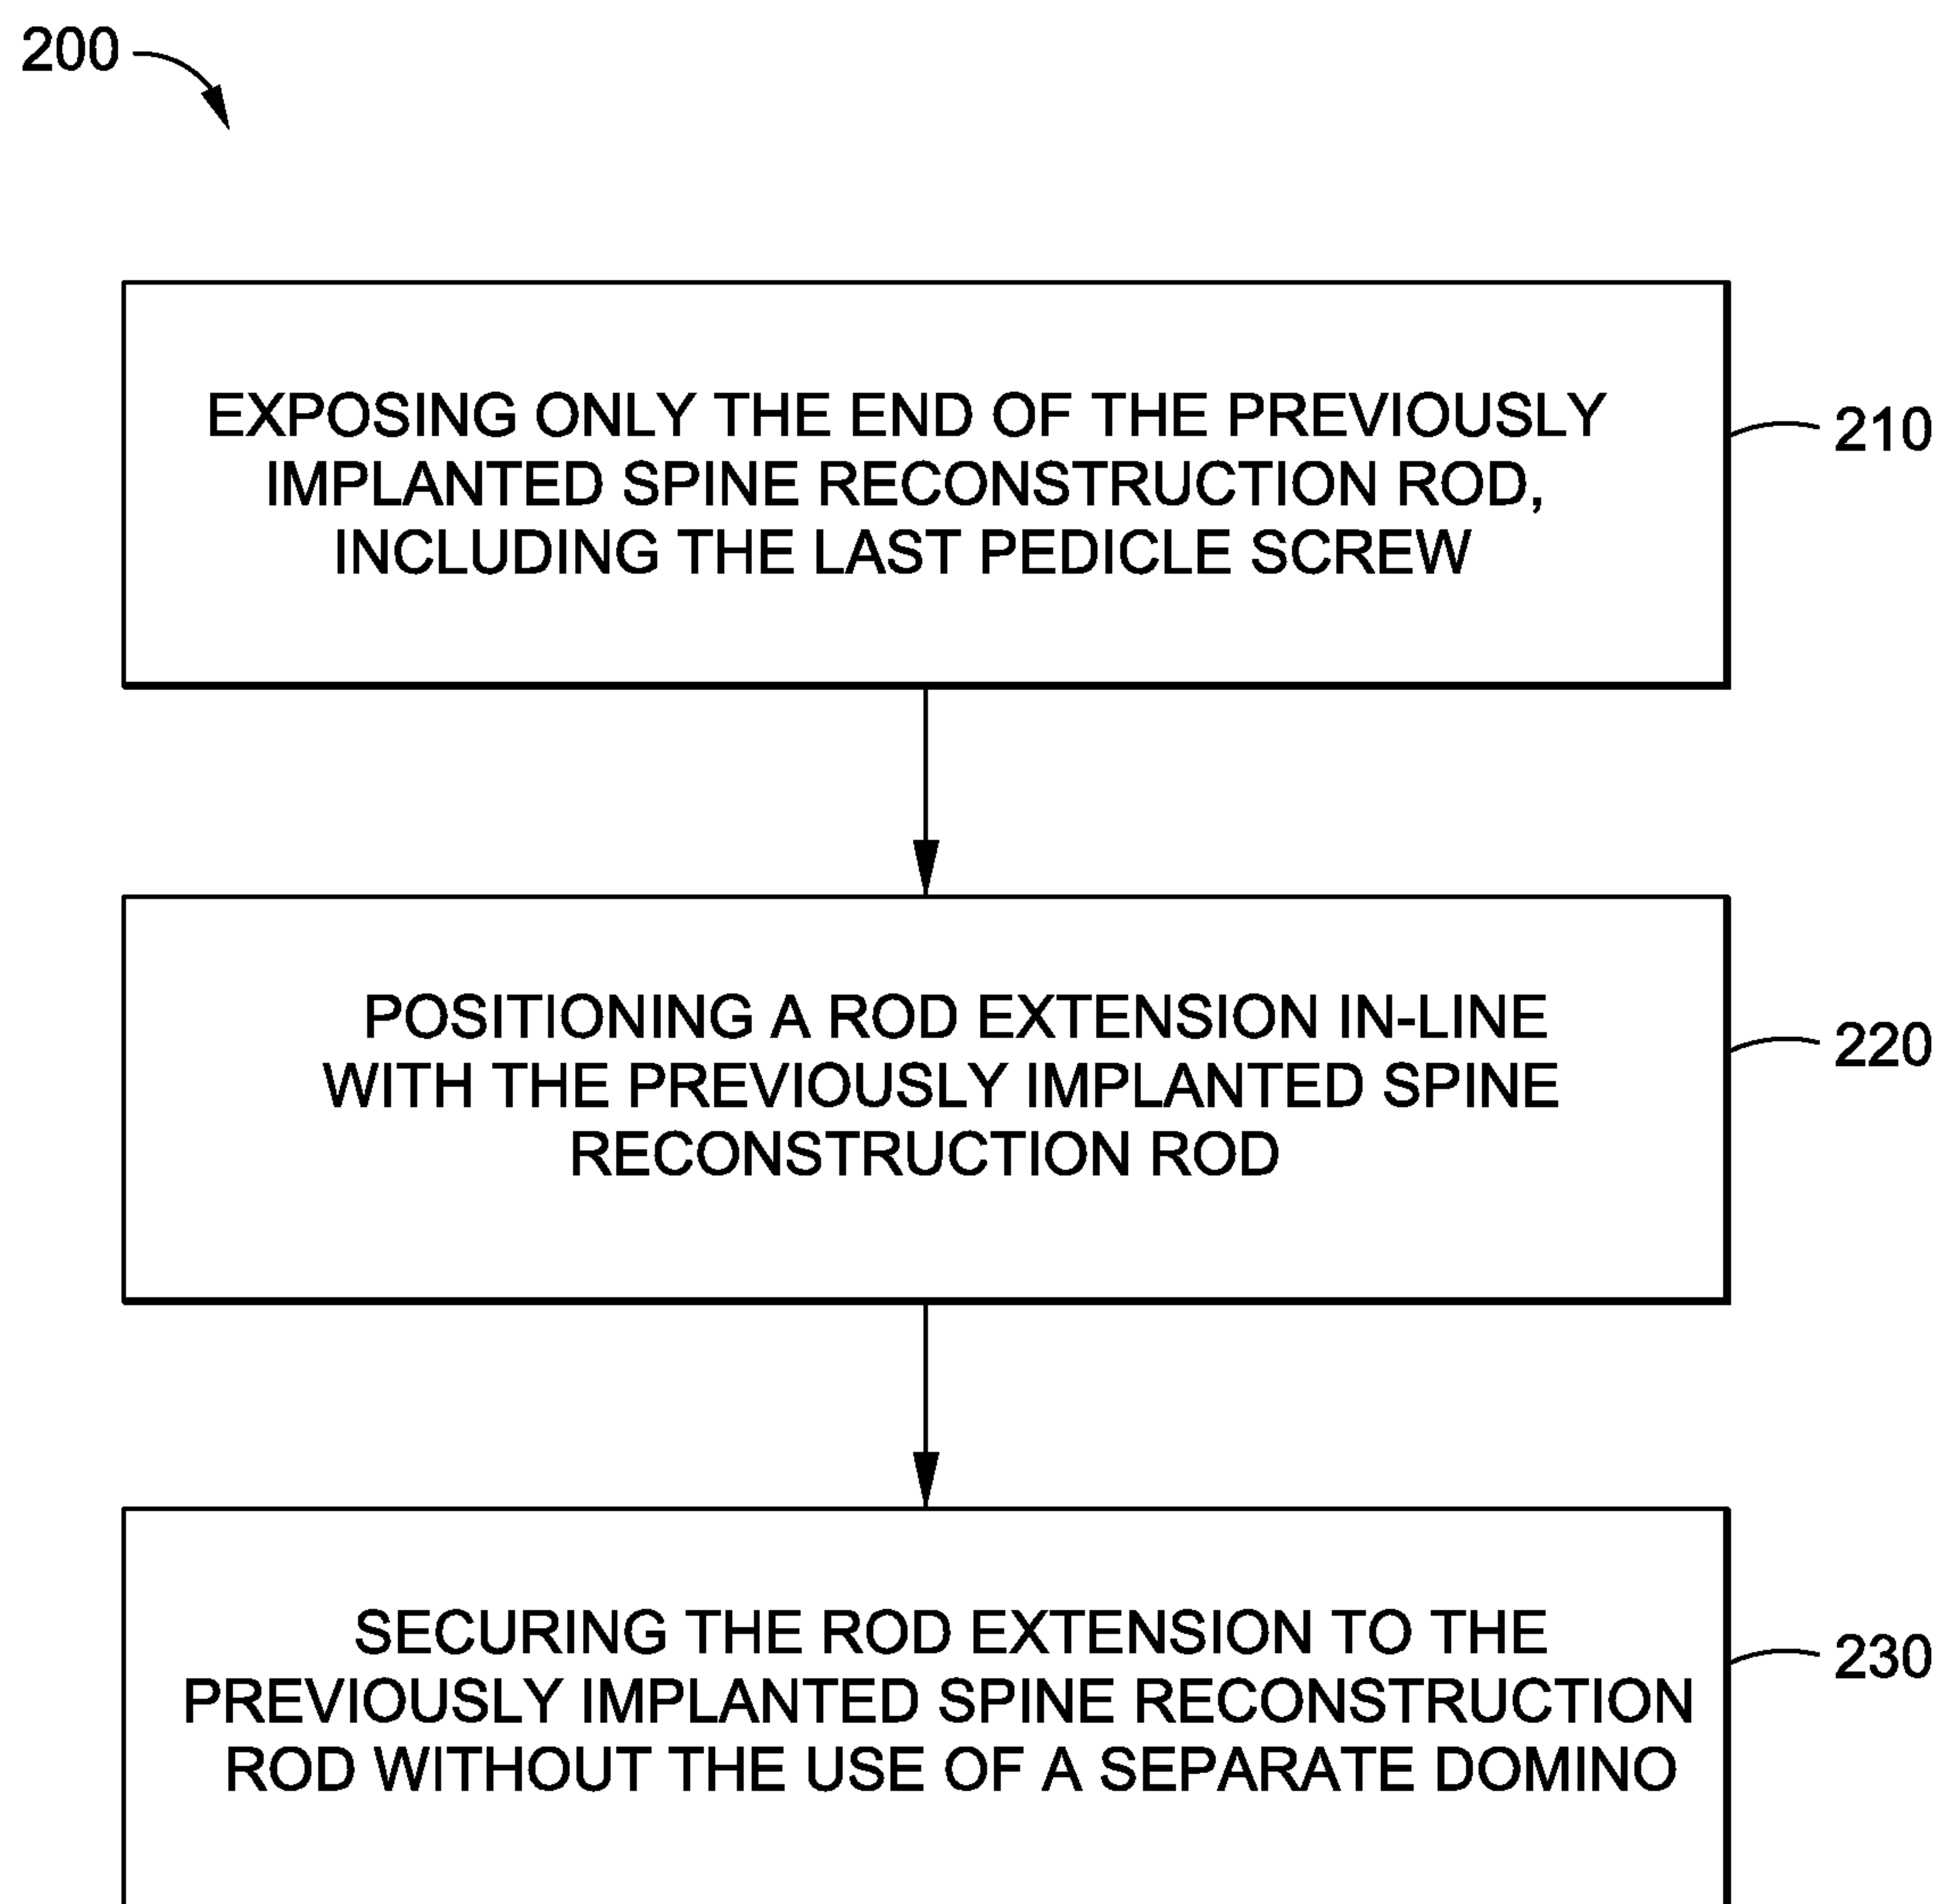 200
EXPOSING ONLY THE END OF THE PREVIOUSLY
IMPLANTED SPINE RECONSTRUCTION ROD,
INCLUDING THE LAST PEDICLE SCREW
210
POSITIONING A ROD EXTENSION IN-LINE
WITH THE PREVIOUSLY IMPLANTED SPINE
RECONSTRUCTION ROD
220
SECURING THE ROD EXTENSION TO THE
PREVIOUSLY IMPLANTED SPINE RECONSTRUCTION
ROD WITHOUT THE USE OF A SEPARATE DOMINO
230